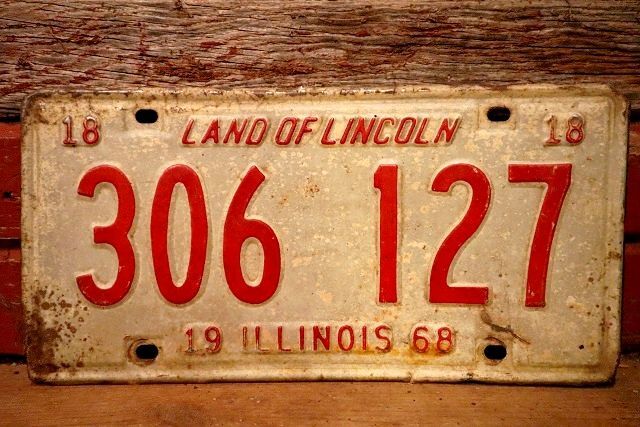 18 LAND OF LINCOLN 18
306 127
19 ILLINOIS 68